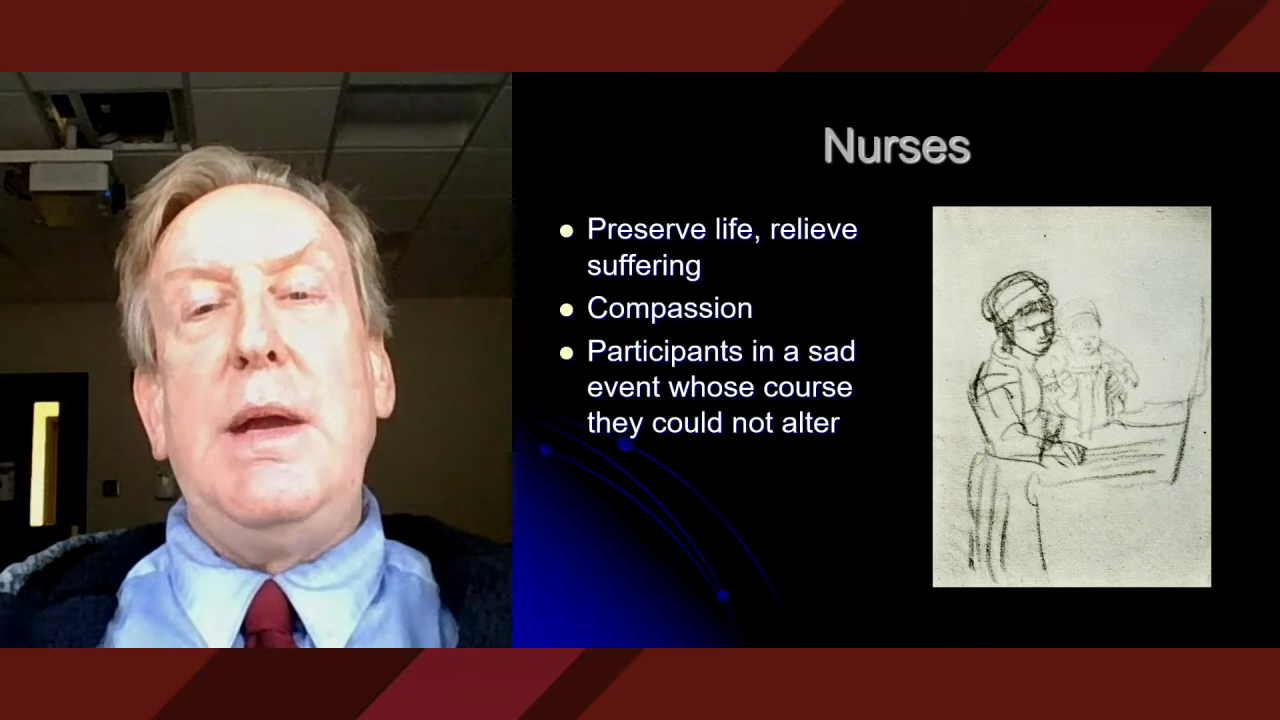 Nurses
Preserve life, relieve
suffering
Compassion
Participants in a sad
event whose course
they could not alter